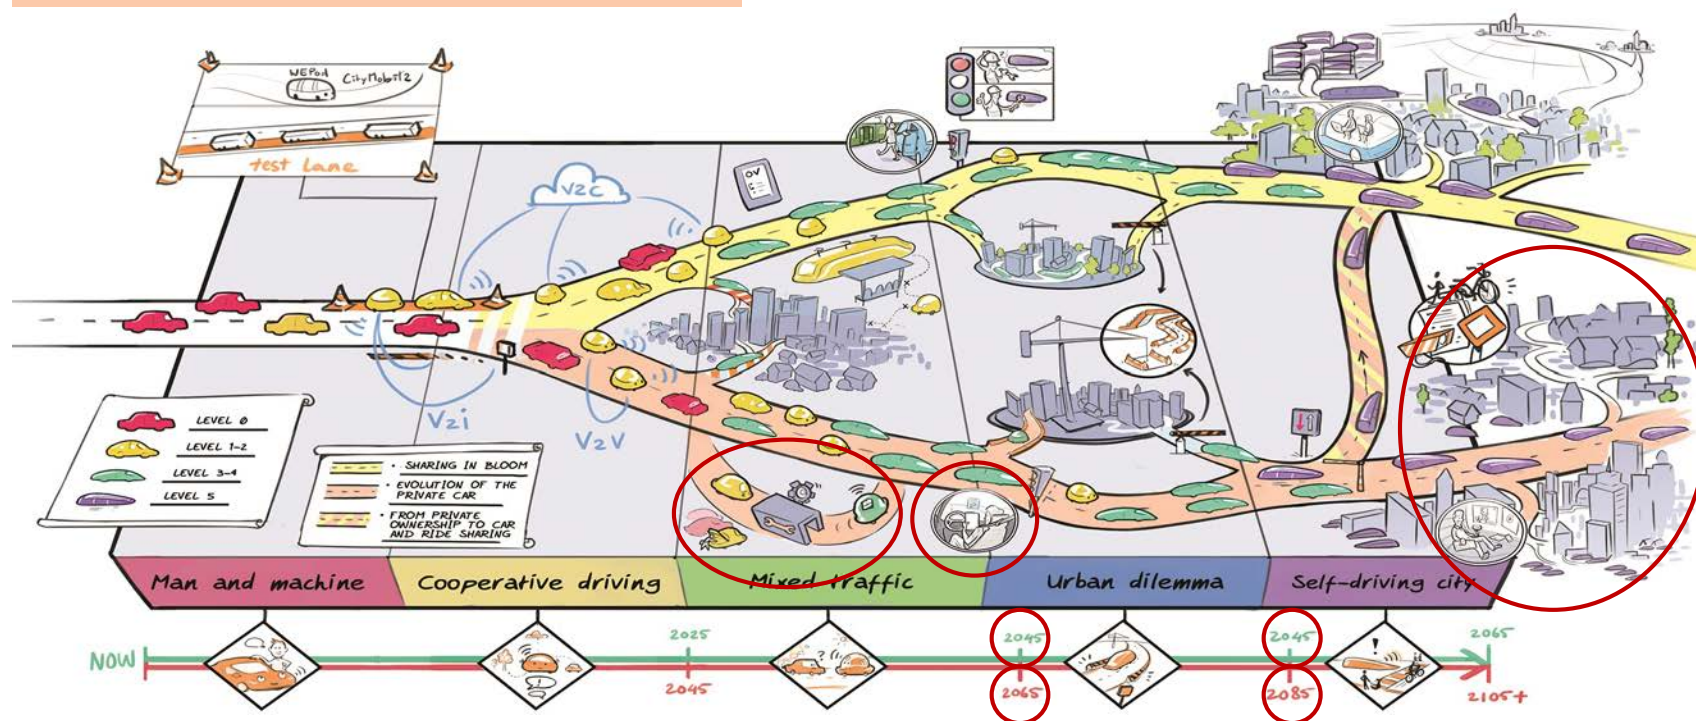 WEPod
CityMobil2
test lane
V2C
OV
V2i
V2V
LEVEL 0
LEVEL 1-2
LEVEL 3-4
LEVEL 5
• SHARING IN BLOOM
• EVOLUTION OF THE
PRIVATE CAR
• FROM PRIVATE
OWNERSHIP TO CAR
AND RIDE SHARING
Man and machine
Cooperative driving
Mixed traffic
Urban dilemma
Self-driving city
NOW
2025
2045
2045
2065
2045
2065
2085
2105+